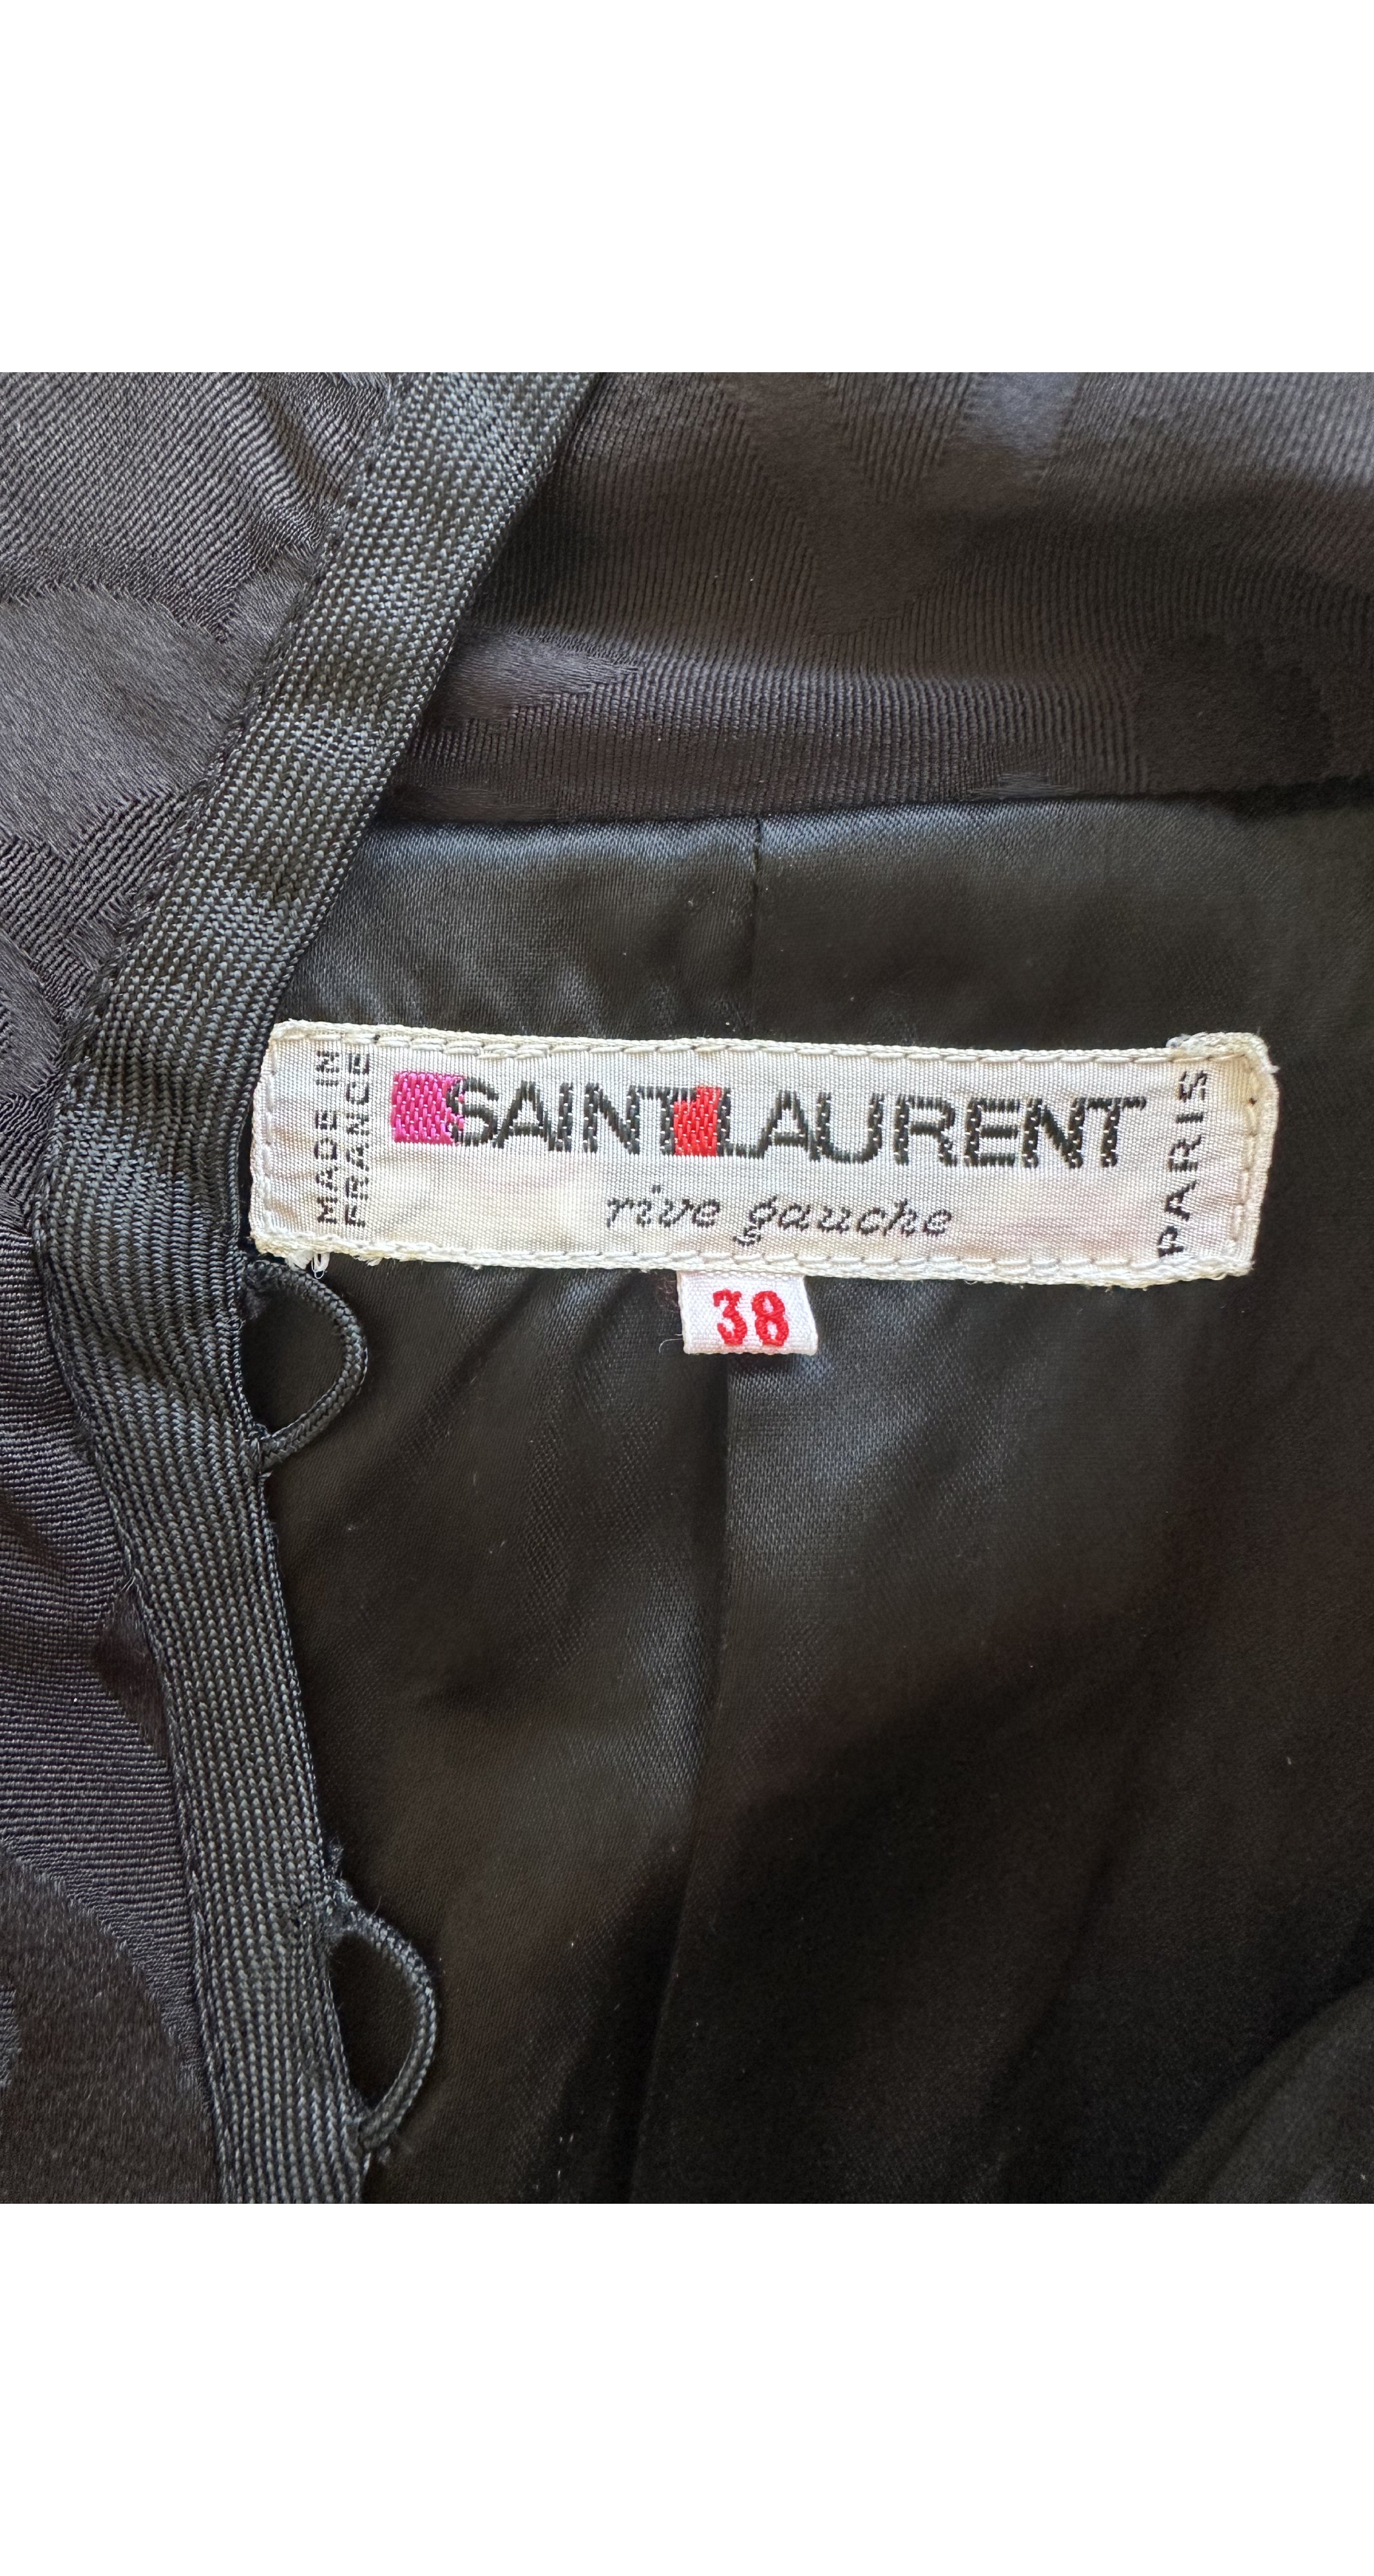 MADE IN
FRANCE
SAINT LAURENT
rive gauche
PARIS
38